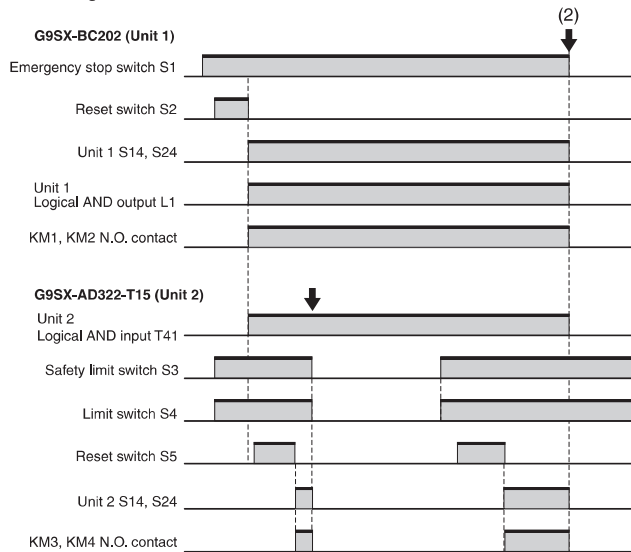 (2)
G9SX-BC202 (Unit 1)
Emergency stop switch S1
Reset switch S2
Unit 1 S14, S24
Unit 1
Logical AND output L1
KM1, KM2 N.O. contact
G9SX-AD322-T15 (Unit 2)
Unit 2
Logical AND input T41
Safety limit switch S3
Limit switch S4
Reset switch S5
Unit 2 S14, S24
KM3, KM4 N.O. contact